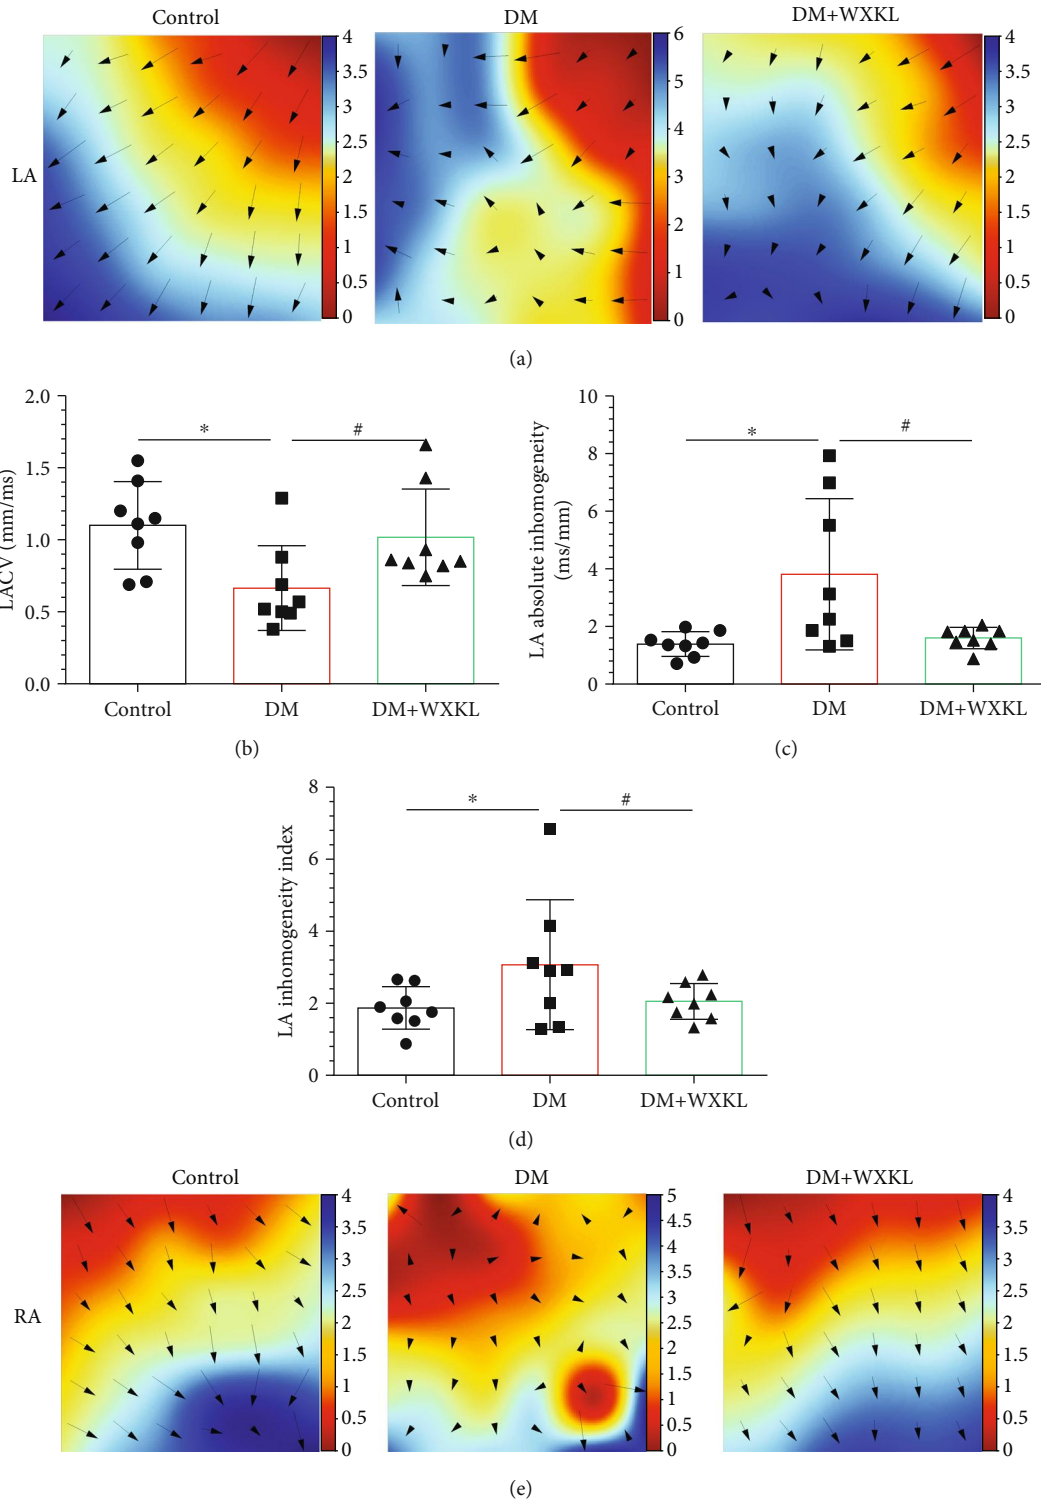 Control DM DM+WXKL
LA
4 3.5 3 2.5 2 1.5 1 0.5 0
6 5 4 3 2 1 0
4 3.5 3 2.5 2 1.5 1 0.5 0
(a)
LACV (mm/ms)
2.0
1.5
1.0
0.5
0.0
* #
Control DM DM+WXKL
(b)
LA absolute inhomogeneity
(ms/mm)
10
8
6
4
2
0
* #
Control DM DM+WXKL
(c)
LA inhomogeneity index
8
6
4
2
0
* #
Control DM DM+WXKL
(d)
Control DM DM+WXKL
RA
4 3.5 3 2.5 2 1.5 1 0.5 0
5 4.5 4 3.5 3 2.5 2 1.5 1 0.5 0
4 3.5 3 2.5 2 1.5 1 0.5 0
(e)